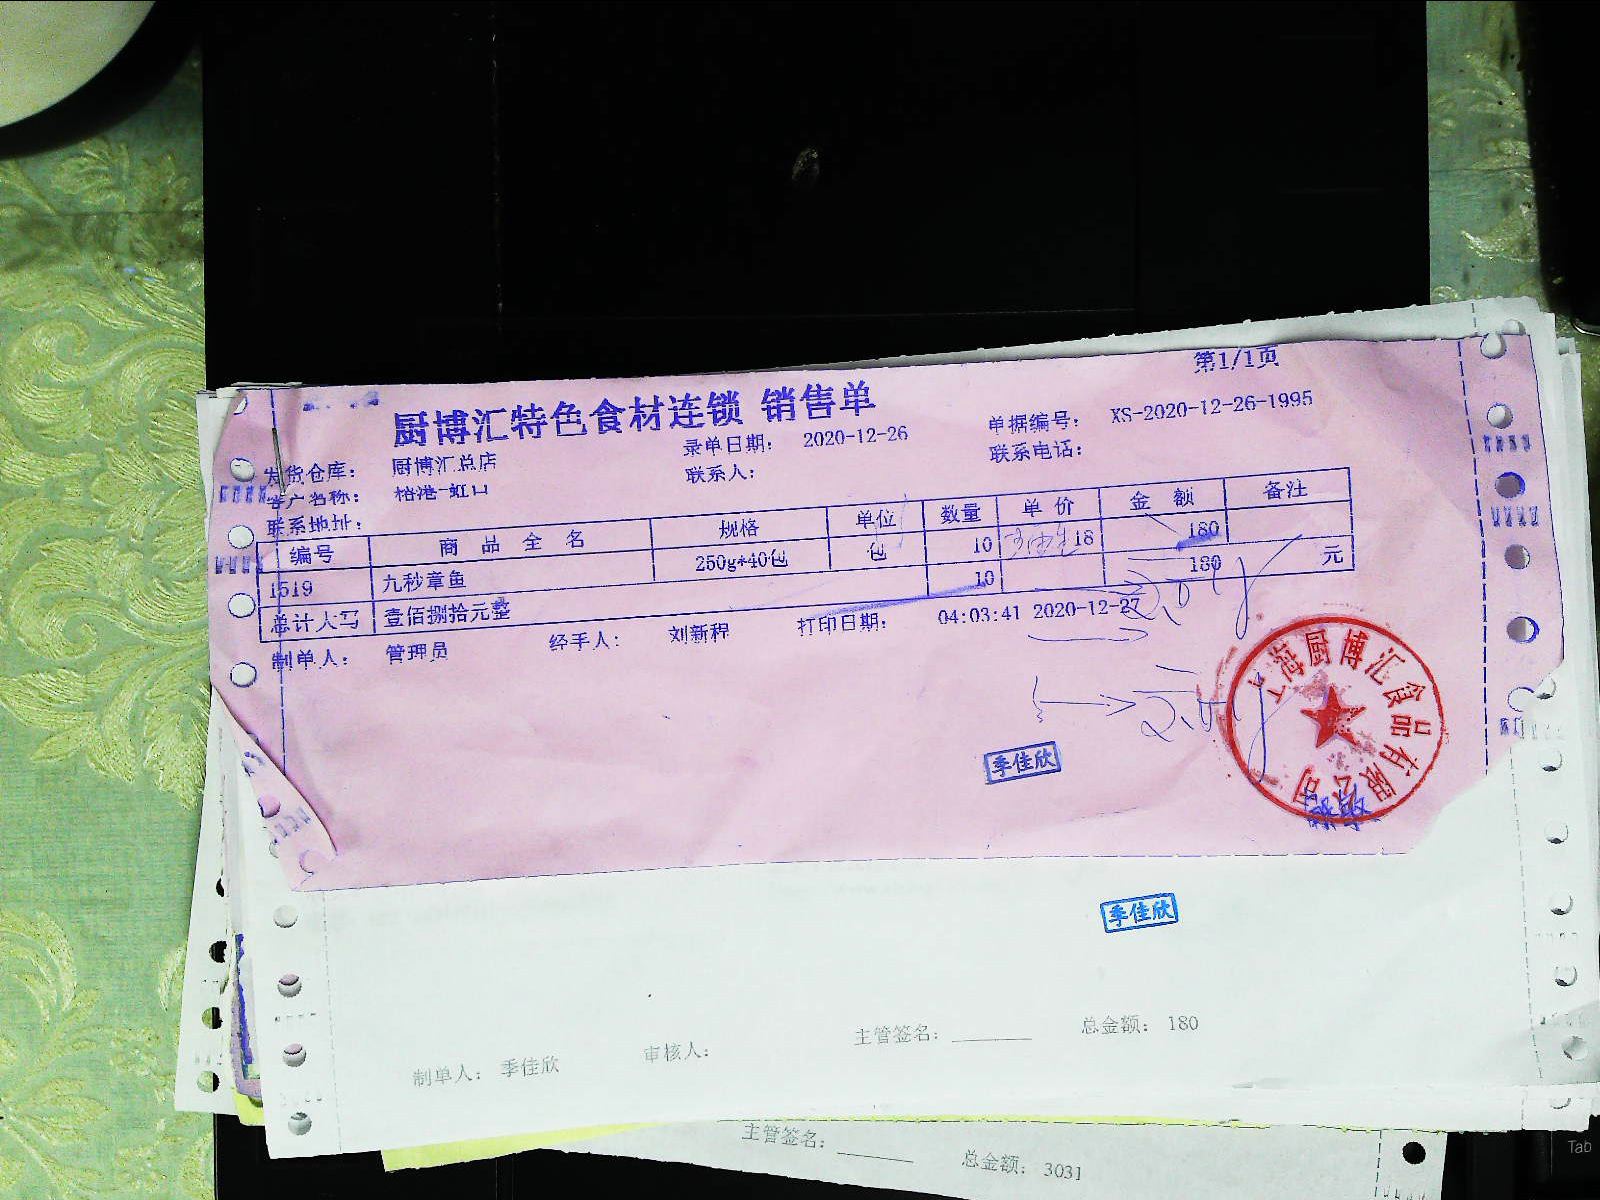 第1/1页
厨博汇特色食材连锁 销售单
录单日期： 2020-12-26
单据编号： XS-2020-12-26-1995
发货仓库： 厨博汇总店
联系人：
联系电话：
客户名称： 格港-虹口
联系地址：
编号 商品全名 规格 单位 数量 单价 金额 备注
1519 九秒章鱼 250g*40包 包 10 18 180
总计大写 壹佰捌拾元整 10 180 元
制单人： 管理员 经手人： 刘新程 打印日期： 04:03:41 2020-12-27
上海厨博汇食品有限公司
季佳欣
季佳欣
制单人： 季佳欣 审核人： 主管签名： 总金额： 180
主管签名： 总金额： 3031
Tab